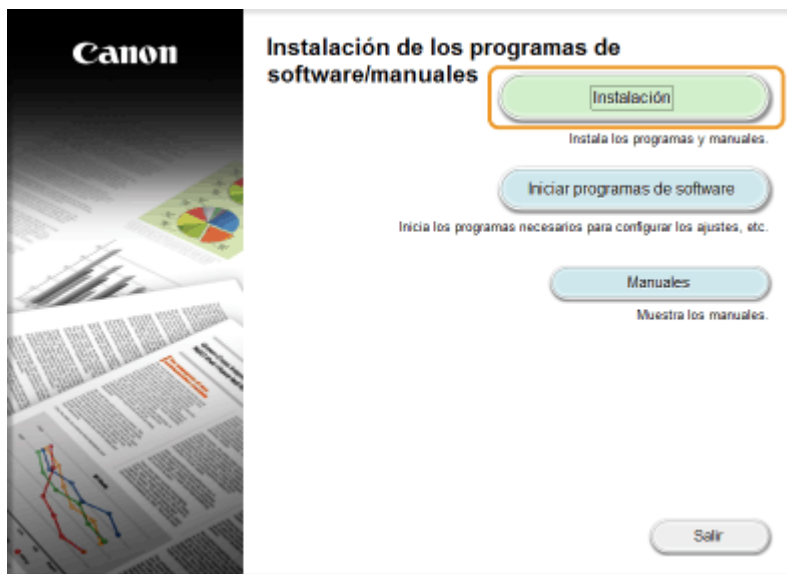 Canon
Instalación de los programas de
software/manuales
Instalación
Instala los programas y manuales.
Iniciar programas de software
Inicia los programas necesarios para configurar los ajustes, etc.
Manuales
Muestra los manuales.
Salir